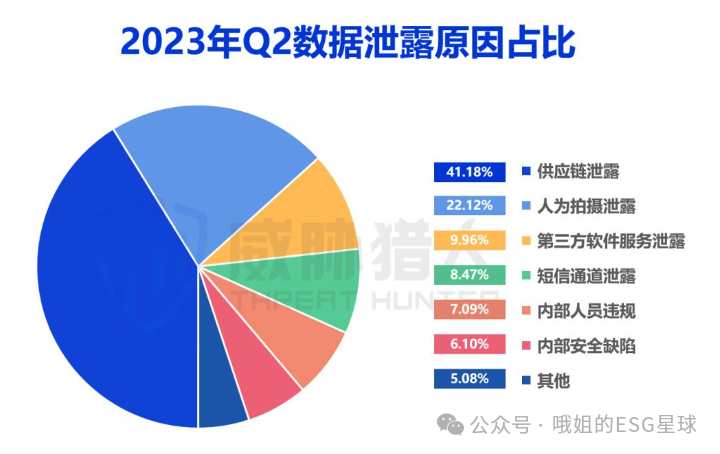 2023年Q2数据泄露原因占比
41.18% 供应链泄露
22.12% 人为拍摄泄露
9.96% 第三方软件服务泄露
8.47% 短信通道泄露
7.09% 内部人员违规
6.10% 内部安全缺陷
5.08% 其他
威胁猎人
THREAT HUNTER
公众号 · 哦姐的ESG星球